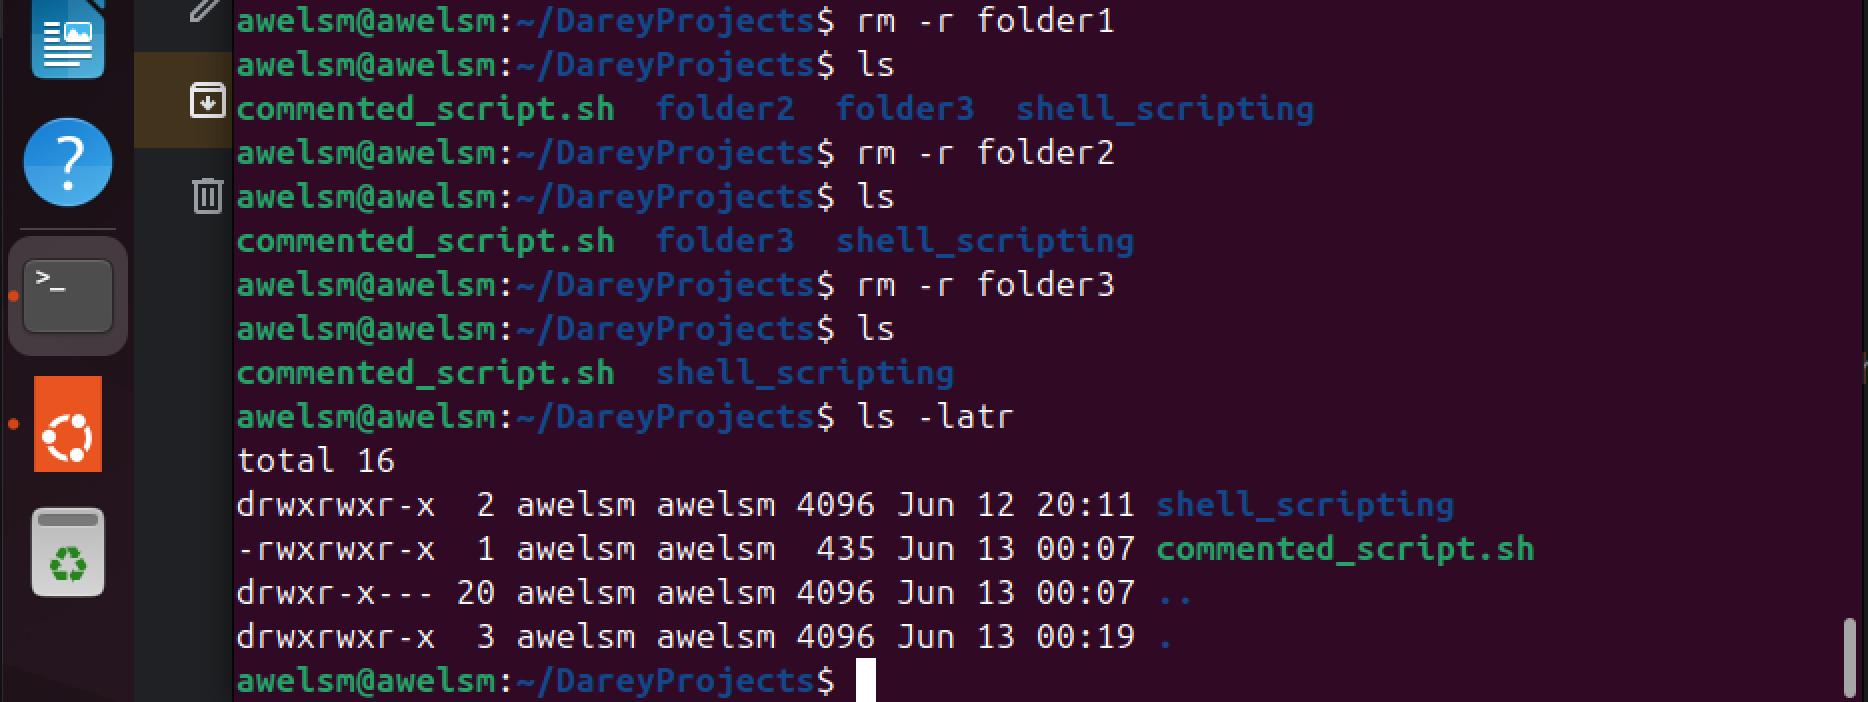 awelsm@awelsm:~/DareyProjects$ rm -r folder1
awelsm@awelsm:~/DareyProjects$ ls
commented_script.sh  folder2  folder3  shell_scripting
awelsm@awelsm:~/DareyProjects$ rm -r folder2
awelsm@awelsm:~/DareyProjects$ ls
commented_script.sh  folder3  shell_scripting
awelsm@awelsm:~/DareyProjects$ rm -r folder3
awelsm@awelsm:~/DareyProjects$ ls
commented_script.sh  shell_scripting
awelsm@awelsm:~/DareyProjects$ ls -latr
total 16
drwxrwxr-x  2 awelsm awelsm 4096 Jun 12 20:11 shell_scripting
-rwxrwxr-x  1 awelsm awelsm  435 Jun 13 00:07 commented_script.sh
drwxr-x--- 20 awelsm awelsm 4096 Jun 13 00:07 ..
drwxrwxr-x  3 awelsm awelsm 4096 Jun 13 00:19 .
awelsm@awelsm:~/DareyProjects$